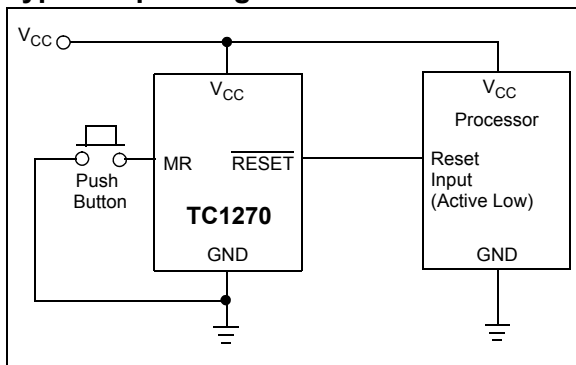 V_CC
V_CC
MR
RESET
Push
Button
TC1270
GND
V_CC
Processor
Reset
Input
(Active Low)
GND